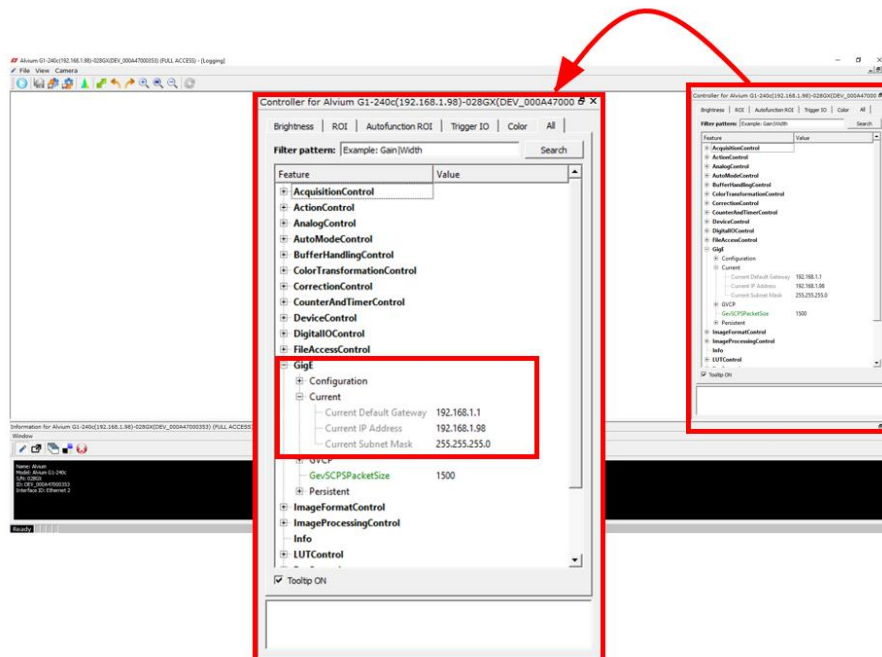 Alvium G1-240c(192.168.1.98)-028GX(DEV_000A47000353) (FULL ACCESS) - [Logging]
File View Camera
Controller for Alvium G1-240c(192.168.1.98)-028GX(DEV_000A47000
Brightness ROI Autofunction ROI Trigger IO Color All
Filter pattern: Example: Gain|Width Search
Feature Value
AcquisitionControl
ActionControl
AnalogControl
AutoModeControl
BufferHandlingControl
ColorTransformationControl
CorrectionControl
CounterAndTimerControl
DeviceControl
DigitalIOControl
FileAccessControl
GigE
Configuration
Current
Current Default Gateway 192.168.1.1
Current IP Address 192.168.1.98
Current Subnet Mask 255.255.255.0
GVCP
GevSCPSPacketSize 1500
Persistent
ImageFormatControl
ImageProcessingControl
Info
LUTControl
Tooltip ON
Controller for Alvium G1-240c(192.168.1.98)-028GX(DEV_000A47000
Brightness ROI Autofunction ROI Trigger IO Color All
Filter pattern: Example: Gain|Width Search
Feature Value
AcquisitionControl
ActionControl
AnalogControl
AutoModeControl
BufferHandlingControl
ColorTransformationControl
CorrectionControl
CounterAndTimerControl
DeviceControl
DigitalIOControl
FileAccessControl
GigE
Configuration
Current
Current Default Gateway 192.168.1.1
Current IP Address 192.168.1.98
Current Subnet Mask 255.255.255.0
GVCP
GevSCPSPacketSize 1500
Persistent
ImageFormatControl
ImageProcessingControl
Info
LUTControl
Tooltip ON
Information for Alvium G1-240c(192.168.1.98)-028GX(DEV_000A47000353) (FULL ACCESS)
Window
Name: Alvium
Model: Alvium G1-240c
S/N: 028GX
ID: DEV_000A47000353
Interface ID: Ethernet 2
Ready